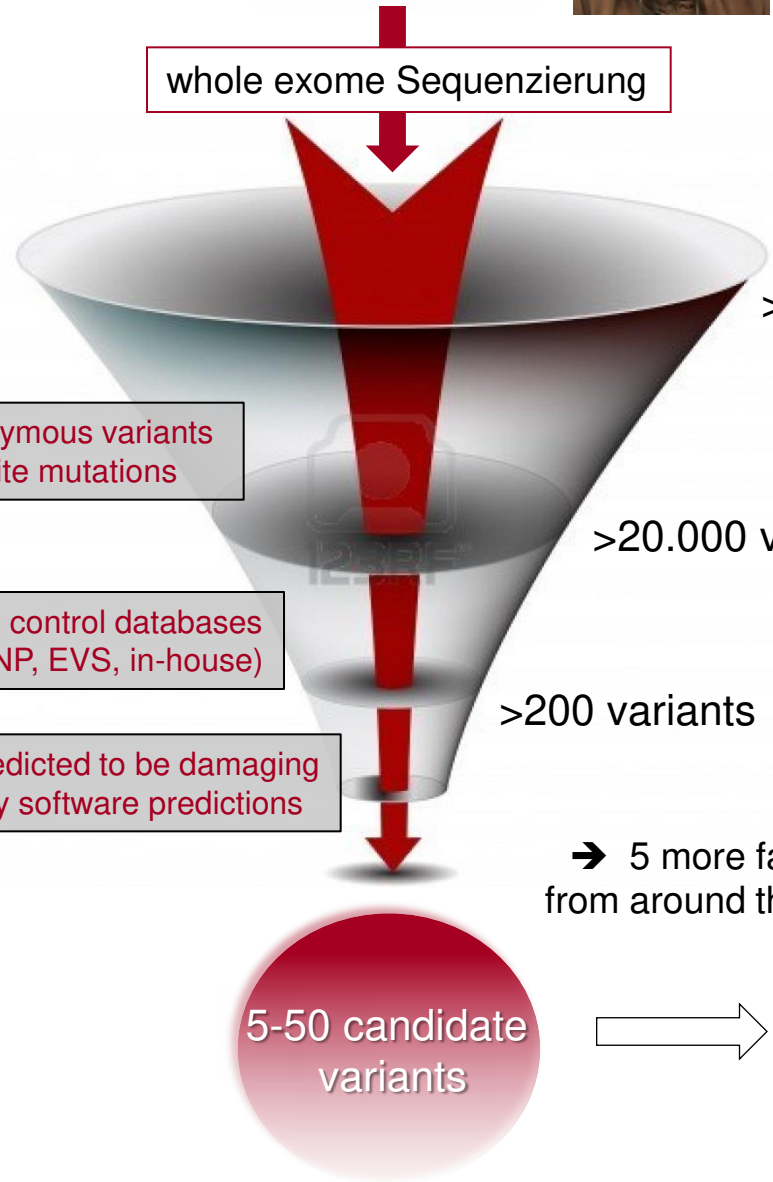 whole exome Sequenzierung
>
ymous variants
ite mutations
>20.000 v
control databases
NP, EVS, in-house)
>200 variants
edicted to be damaging
y software predictions
➔ 5 more fa
from around th
5-50 candidate
variants
123RF